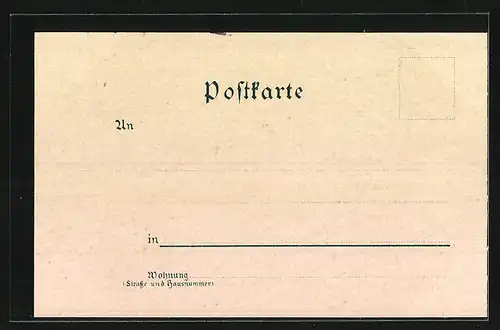 Poſtkarte
An
in
Wohnung
(Straße und Hausnummer)